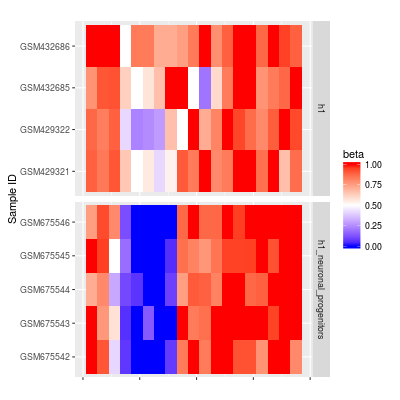 Sample ID
GSM432686
GSM432685
GSM429322
GSM429321
h1
GSM675546
GSM675545
GSM675544
GSM675543
GSM675542
h1_neuronal_progenitors
beta
1.00
0.75
0.50
0.25
0.00